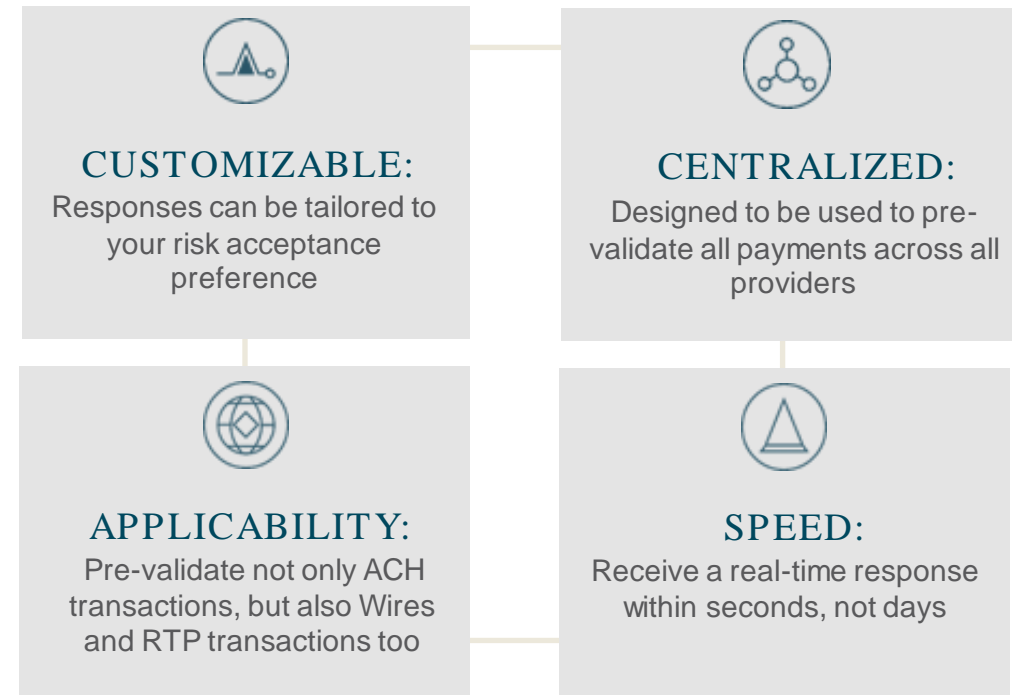 CUSTOMIZABLE:
Responses can be tailored to
your risk acceptance
preference
CENTRALIZED:
Designed to be used to pre-
validate all payments across all
providers
APPLICABILITY:
Pre-validate not only ACH
transactions, but also Wires
and RTP transactions too
SPEED:
Receive a real-time response
within seconds, not days